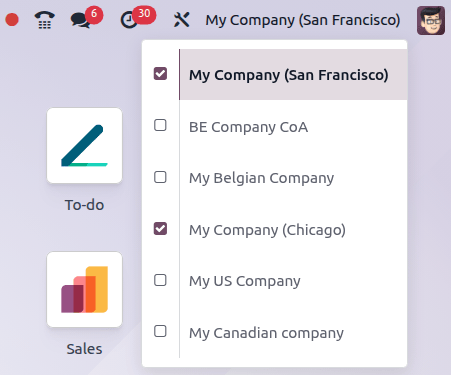 6
30
My Company (San Francisco)
My Company (San Francisco)
BE Company CoA
My Belgian Company
My Company (Chicago)
My US Company
My Canadian company
To-do
Sales